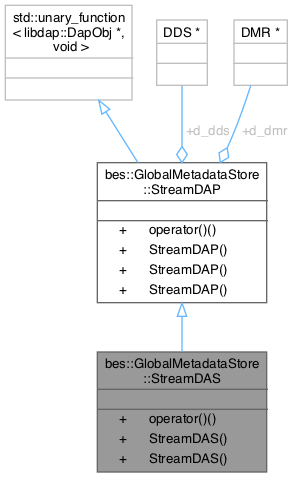 std::unary_function
< libdap::DapObj *,
void >
DDS *
DMR *
+d_dds
+d_dmr
bes::GlobalMetadataStore
::StreamDAP
+ operator()()
+ StreamDAP()
+ StreamDAP()
+ StreamDAP()
bes::GlobalMetadataStore
::StreamDAS
+ operator()()
+ StreamDAS()
+ StreamDAS()